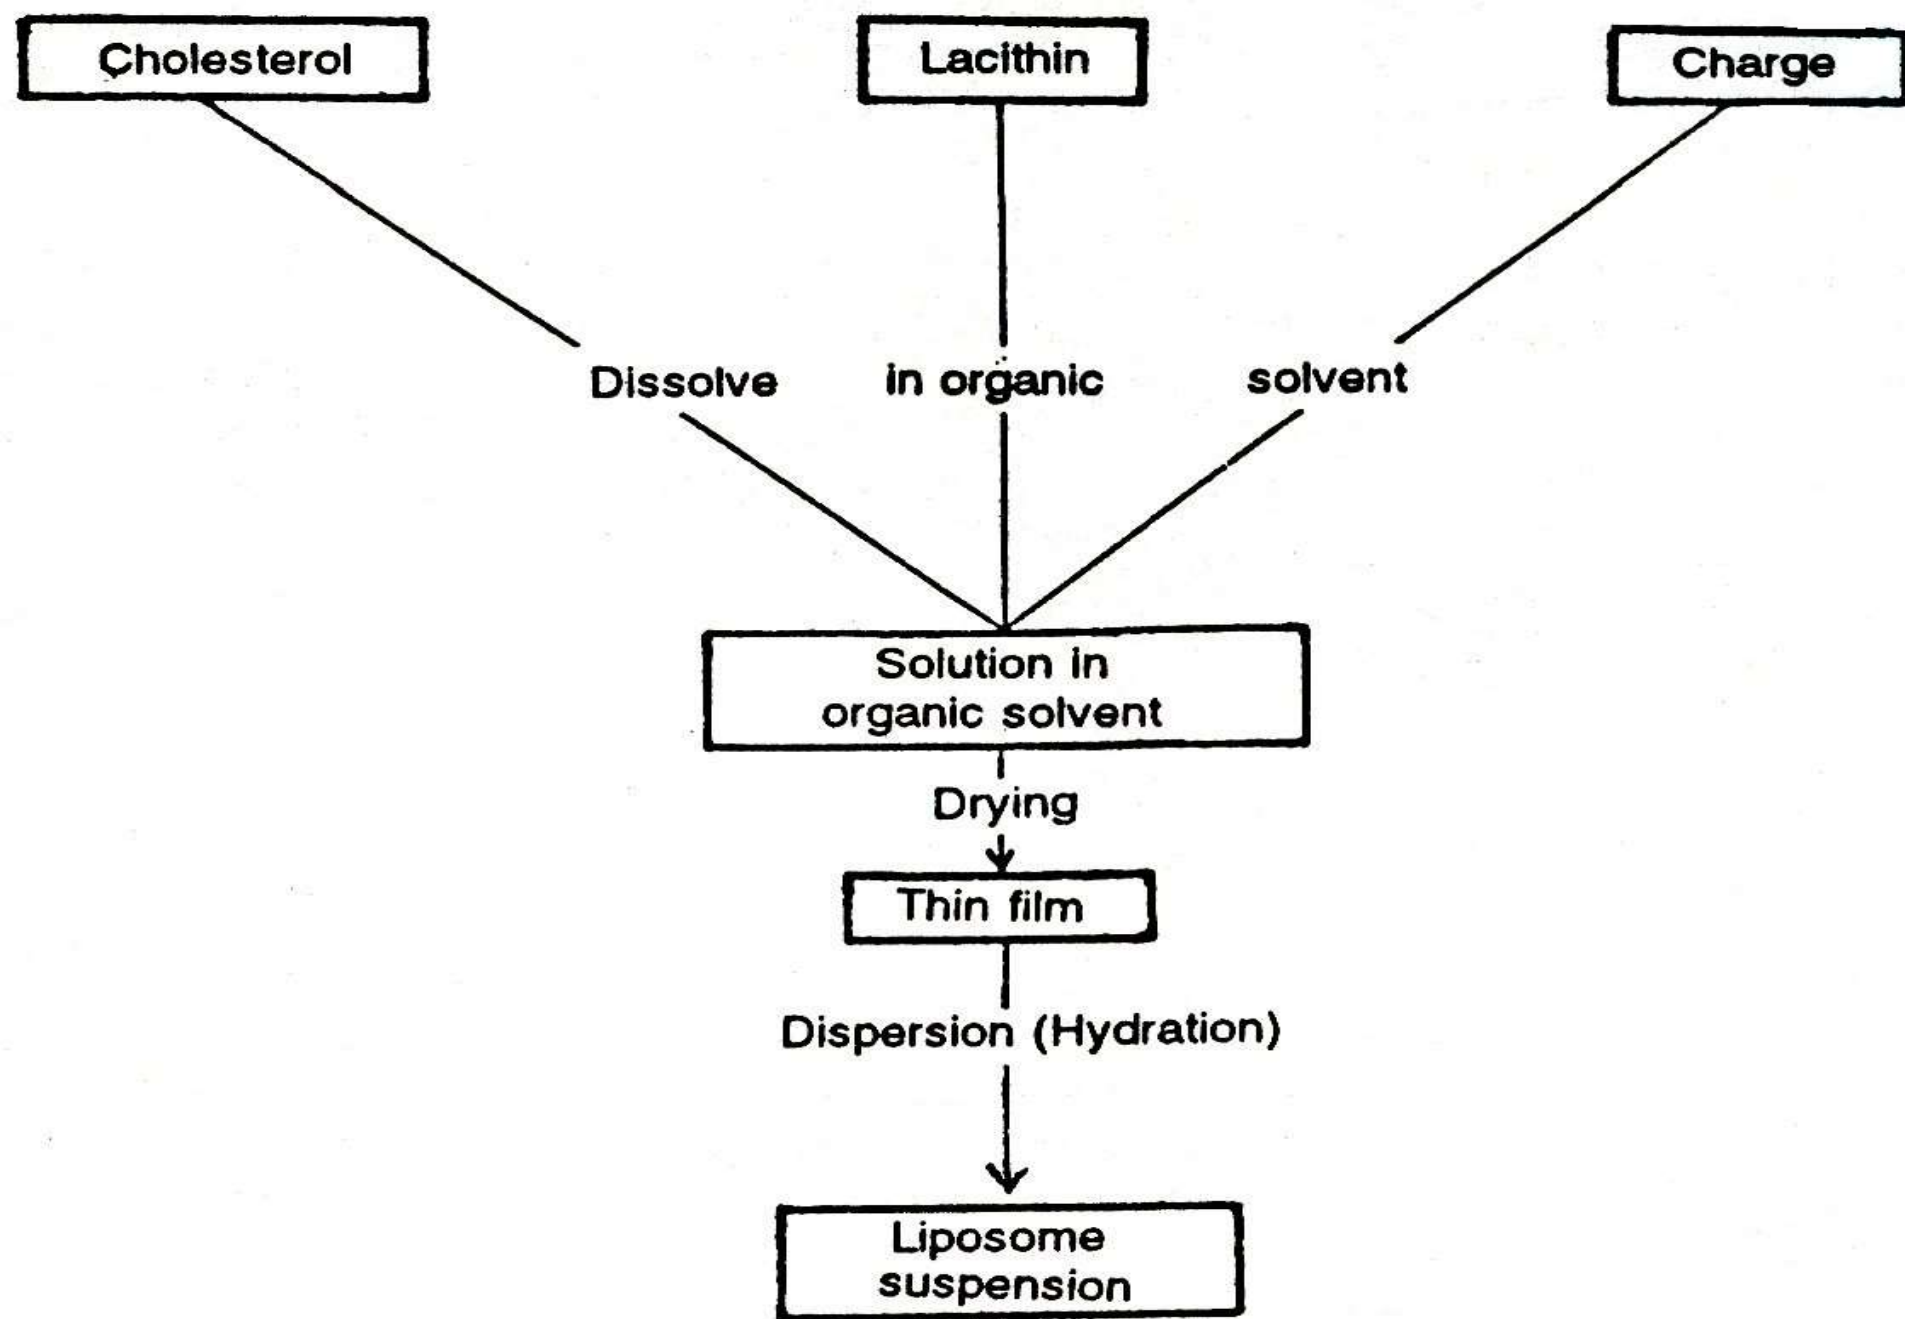 Cholesterol
Lacithin
Charge
Dissolve in organic solvent
Solution in
organic solvent
Drying
Thin film
Dispersion (Hydration)
Liposome
suspension